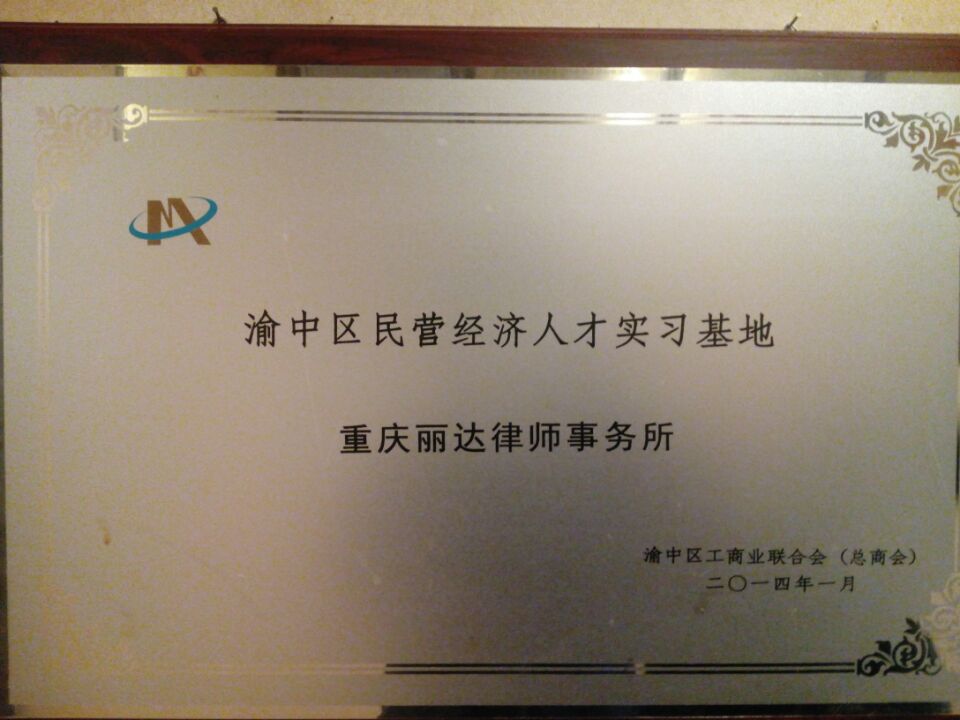 渝中区民营经济人才实习基地
重庆丽达律师事务所
渝中区工商业联合会（总商会）
二〇一四年一月